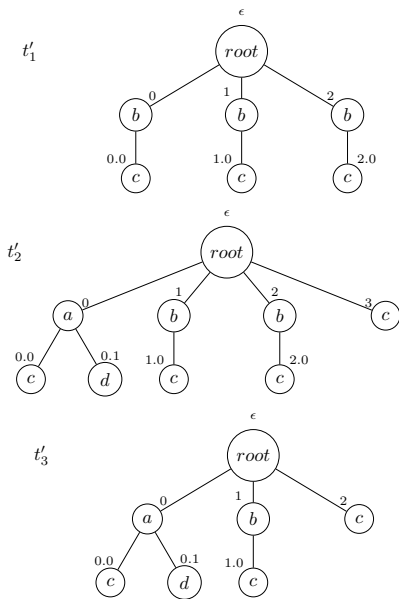 ϵ
t′₁
root
0 1 2
b b b
0.0 1.0 2.0
c c c
ϵ
t′₂
root
0 1 2 3
a b b c
0.0 0.1 1.0 2.0
c d c c
ϵ
t′₃
root
0 1 2
a b c
0.0 0.1 1.0
c d c